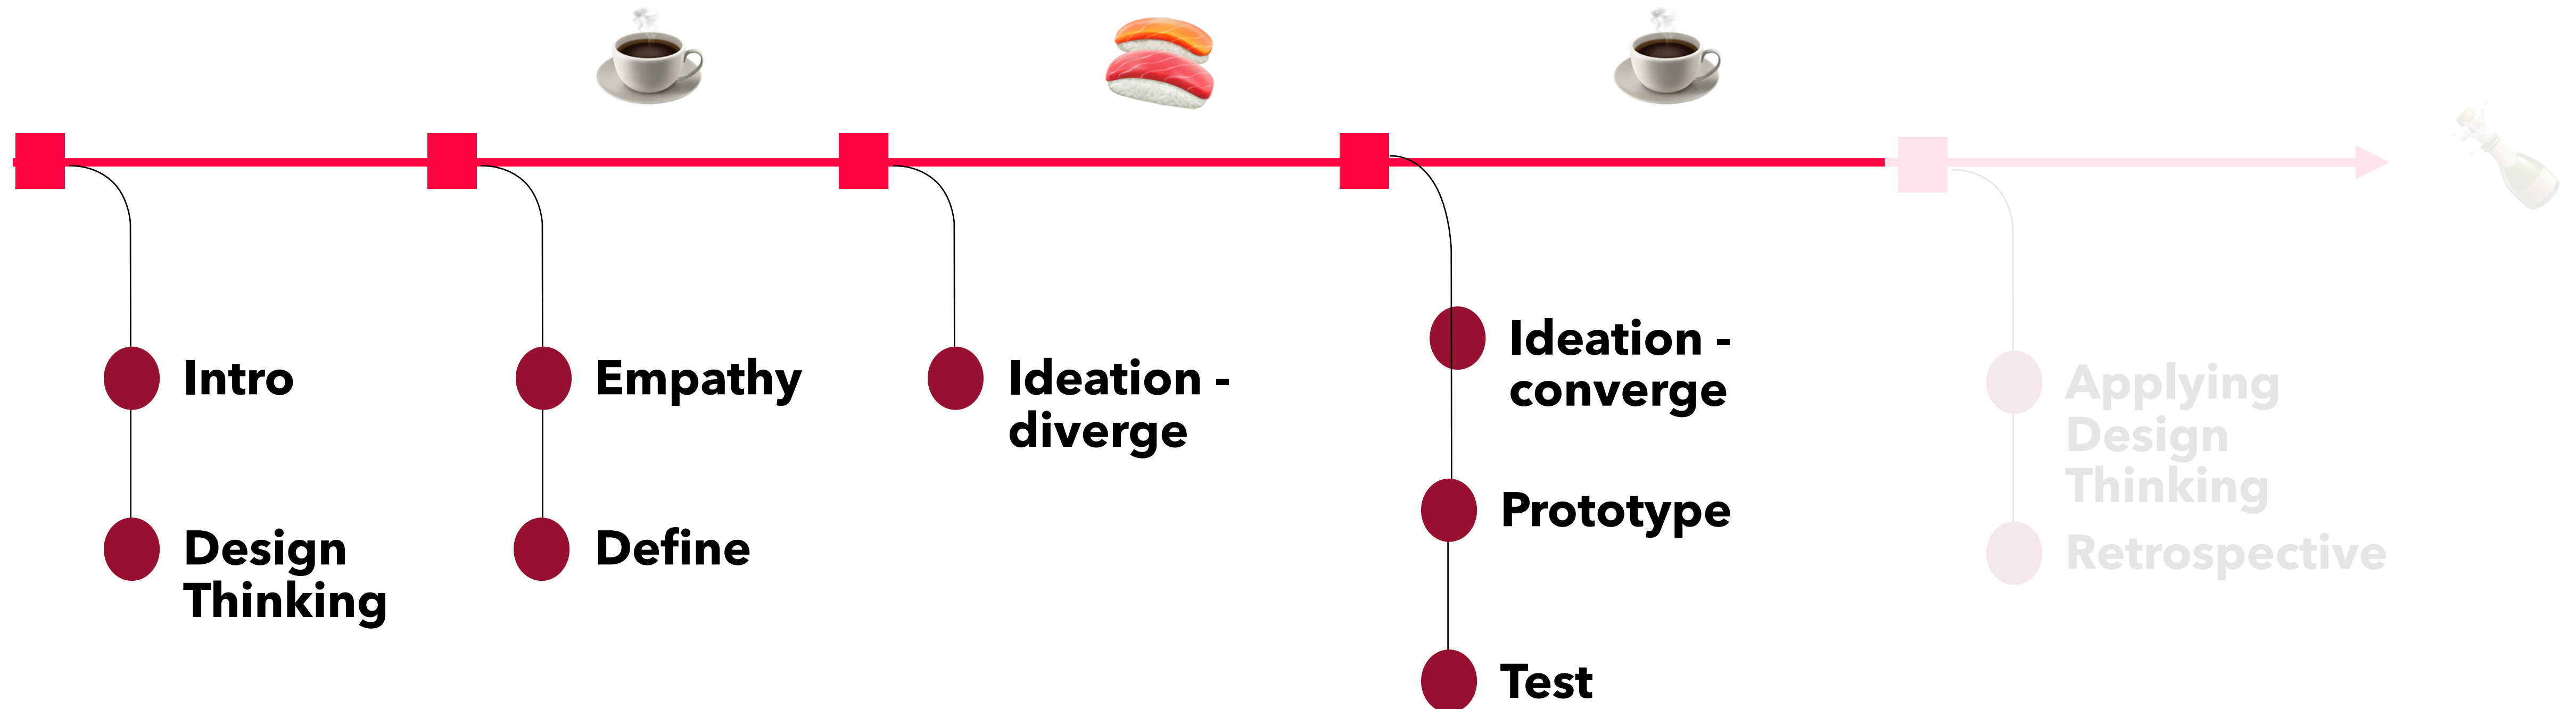 Intro
Design
Thinking
Empathy
Define
Ideation -
diverge
Ideation -
converge
Prototype
Test
Applying
Design
Thinking
Retrospective